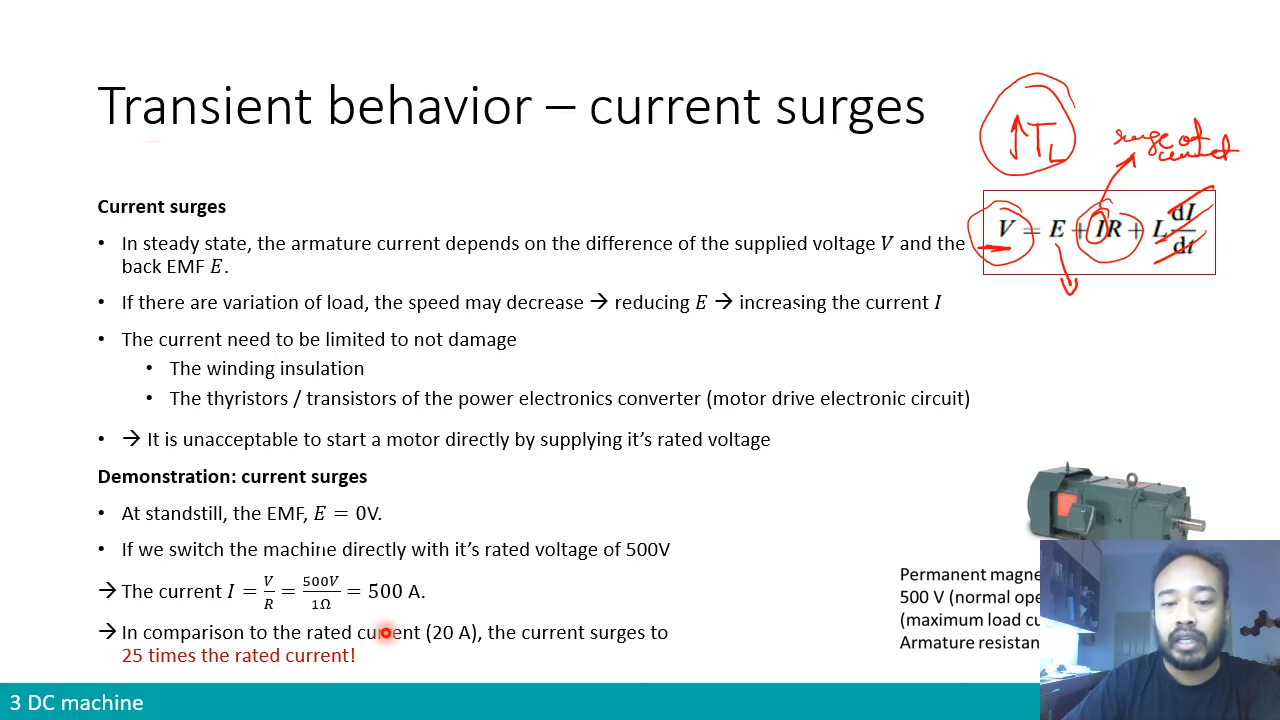 Transient behavior – current surges
↑T_L
surge of
current
V = E + IR + L dI/dt
Current surges
• In steady state, the armature current depends on the difference of the supplied voltage V and the
back EMF E.
• If there are variation of load, the speed may decrease → reducing E → increasing the current I
• The current need to be limited to not damage
• The winding insulation
• The thyristors / transistors of the power electronics converter (motor drive electronic circuit)
• → It is unacceptable to start a motor directly by supplying it's rated voltage
Demonstration: current surges
• At standstill, the EMF, E = 0V.
• If we switch the machine directly with it's rated voltage of 500V
→ The current I = V/R = 500V/1Ω = 500 A.
→ In comparison to the rated current (20 A), the current surges to
25 times the rated current!
Permanent magne
500 V (normal ope
(maximum load cu
Armature resistan
3 DC machine